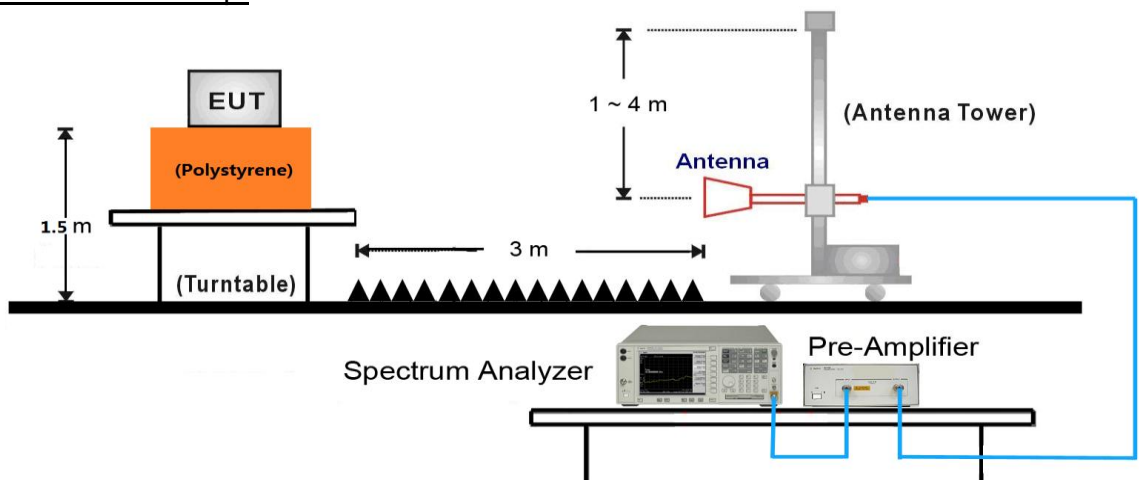 EUT
(Polystyrene)
1.5 m
(Turntable)
3 m
1 ~ 4 m
Antenna
(Antenna Tower)
Spectrum Analyzer
Pre-Amplifier